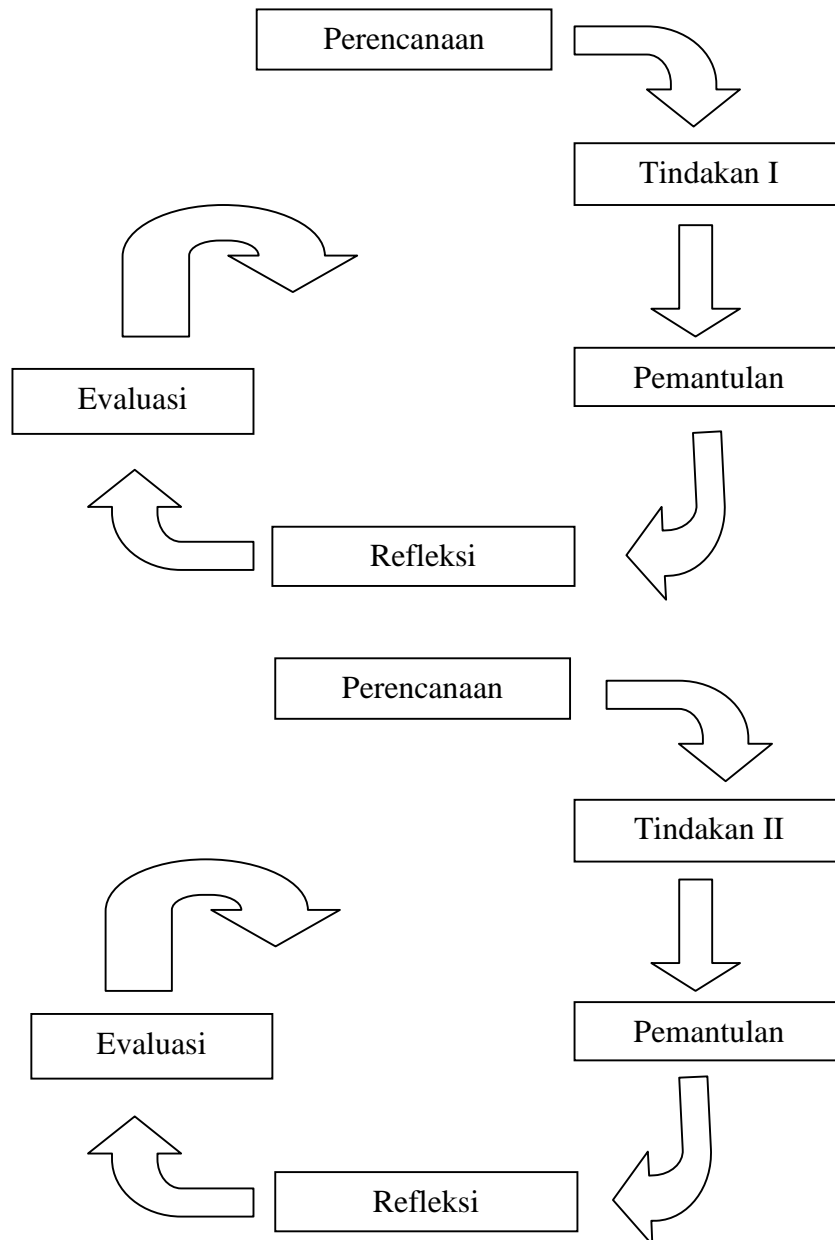 Perencanaan
Tindakan I
Pemantulan
Evaluasi
Refleksi
Perencanaan
Tindakan II
Pemantulan
Evaluasi
Refleksi